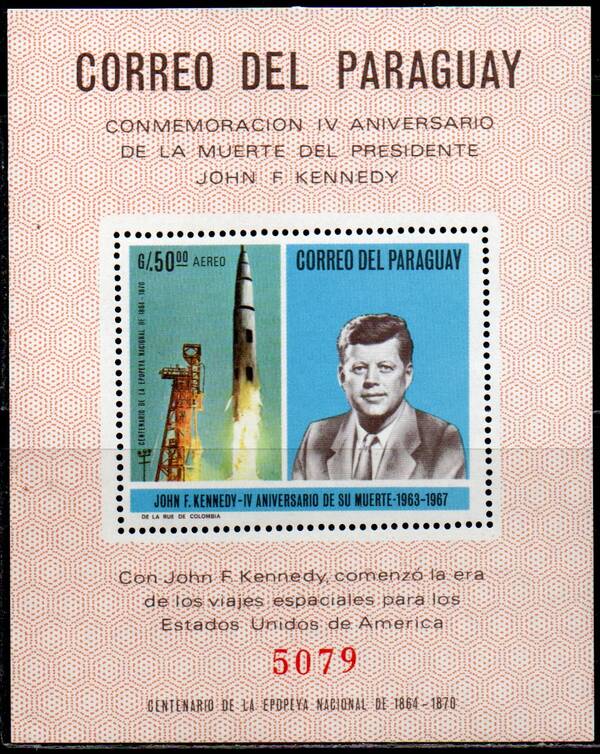 CORREO DEL PARAGUAY
CONMEMORACION IV ANIVERSARIO
DE LA MUERTE DEL PRESIDENTE
JOHN F. KENNEDY
G/.50⁰⁰ AEREO
CENTENARIO DE LA EPOPEYA NACIONAL DE 1864-1870
CORREO DEL PARAGUAY
JOHN F. KENNEDY-IV ANIVERSARIO DE SU MUERTE-1963-1967
DE LA RUE DE COLOMBIA
Con John F. Kennedy, comenzó la era
de los viajes espaciales para los
Estados Unidos de America
5079
CENTENARIO DE LA EPOPEYA NACIONAL DE 1864-1870